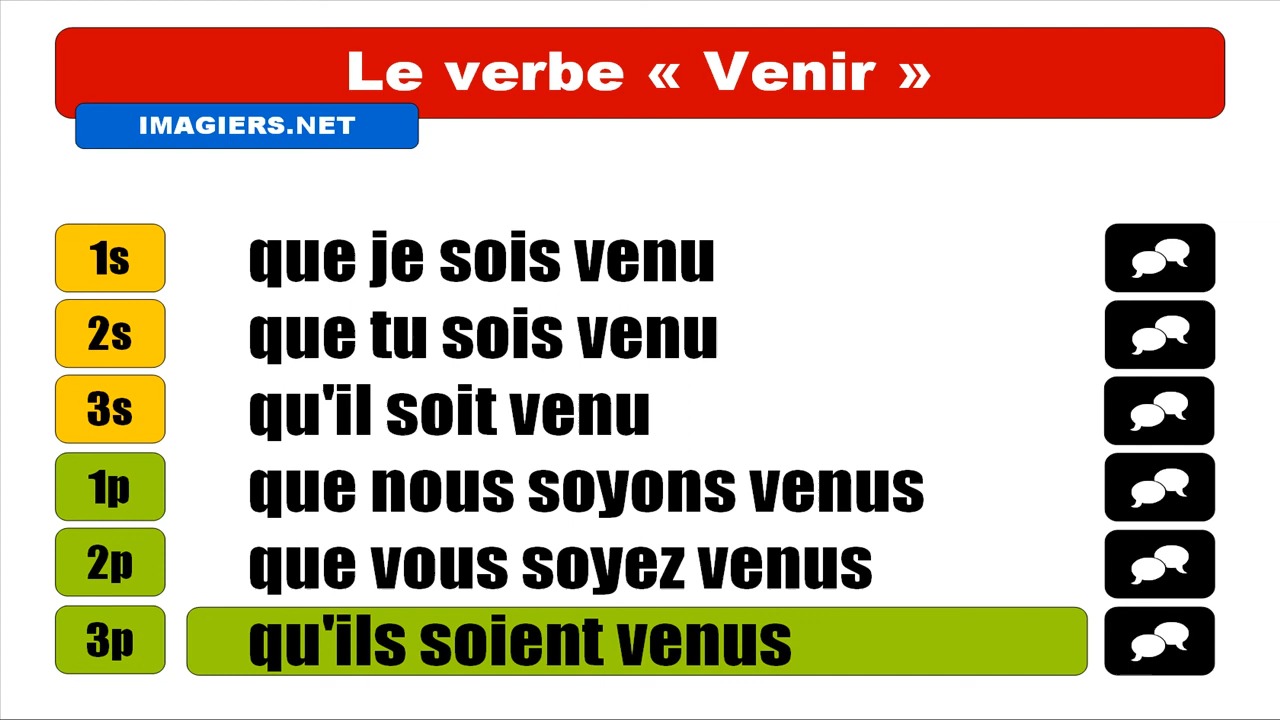 Le verbe « Venir »
IMAGIERS.NET
1s que je sois venu
2s que tu sois venu
3s qu'il soit venu
1p que nous soyons venus
2p que vous soyez venus
3p qu'ils soient venus